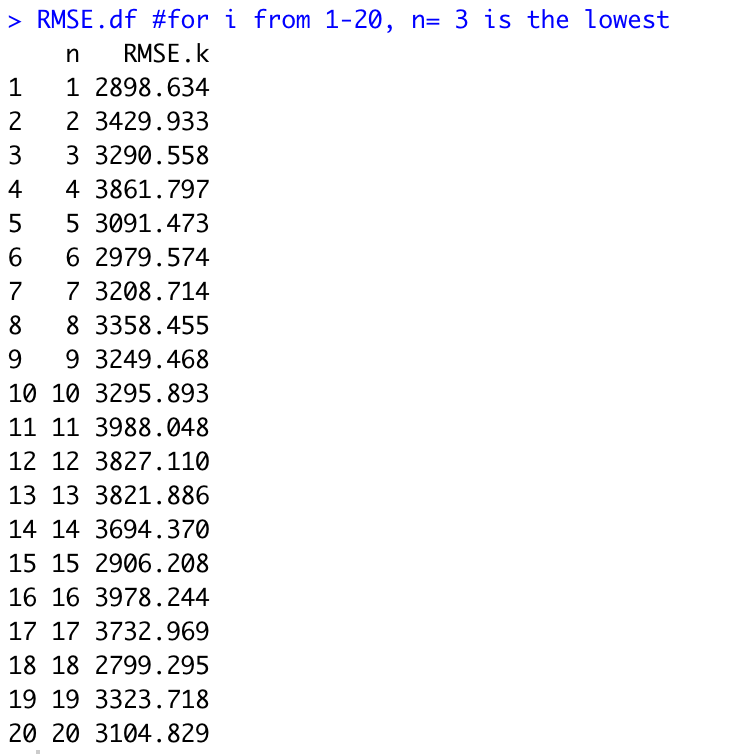 > RMSE.df #for i from 1-20, n= 3 is the lowest
n RMSE.k
1 1 2898.634
2 2 3429.933
3 3 3290.558
4 4 3861.797
5 5 3091.473
6 6 2979.574
7 7 3208.714
8 8 3358.455
9 9 3249.468
10 10 3295.893
11 11 3988.048
12 12 3827.110
13 13 3821.886
14 14 3694.370
15 15 2906.208
16 16 3978.244
17 17 3732.969
18 18 2799.295
19 19 3323.718
20 20 3104.829